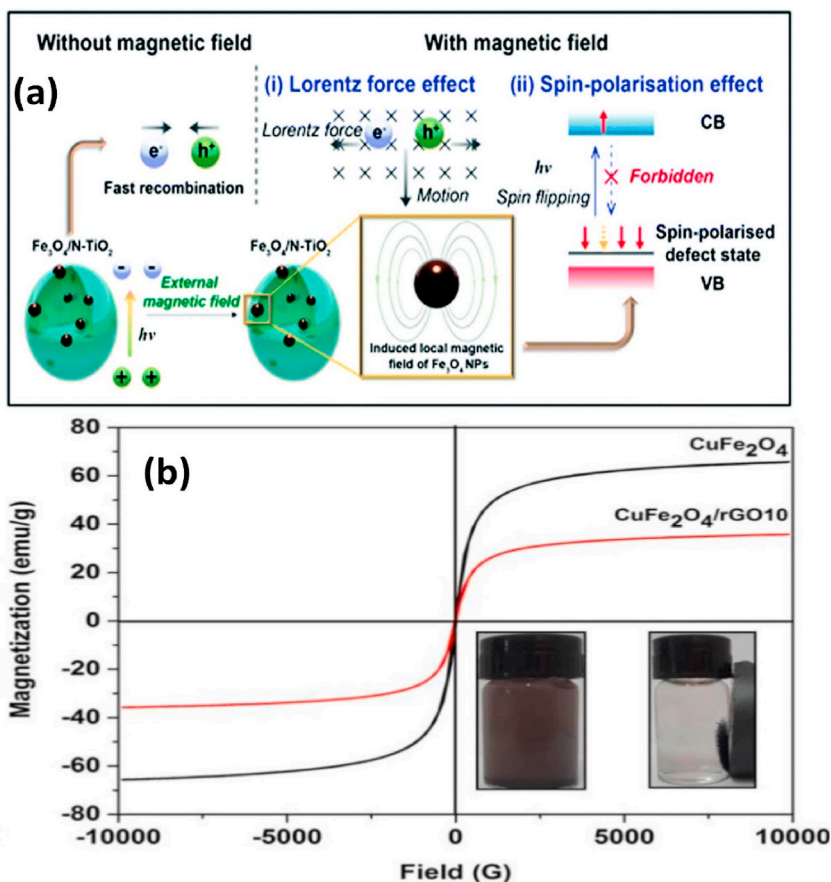 Without magnetic field
With magnetic field
(a)
(i) Lorentz force effect
(ii) Spin-polarisation effect
Lorentz force
e⁻ h⁺
e⁻ h⁺
Fast recombination
Motion
CB
hν
Spin flipping
Forbidden
Spin-polarised
defect state
VB
Fe₃O₄/N-TiO₂
Fe₃O₄/N-TiO₂
- -
External
magnetic field
hν
+ +
Induced local magnetic
field of Fe₃O₄ NPs
(b)
80
60
40
20
0
-20
-40
-60
-80
Magnetization (emu/g)
CuFe₂O₄
CuFe₂O₄/rGO10
-10000 -5000 0 5000 10000
Field (G)